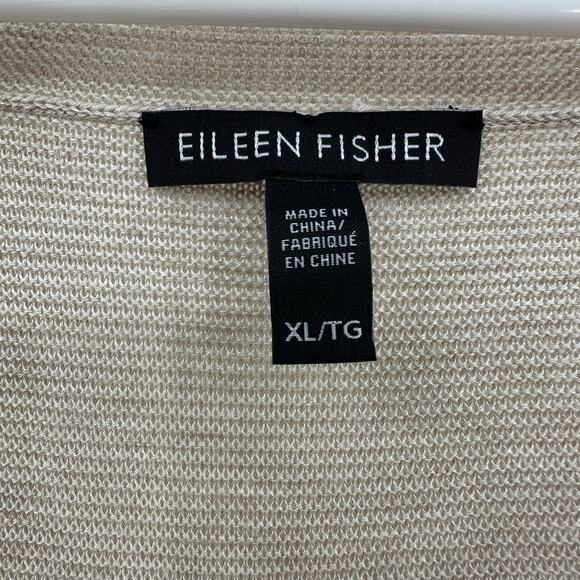 EILEEN FISHER
MADE IN
CHINA/
FABRIQUÉ
EN CHINE
XL/TG